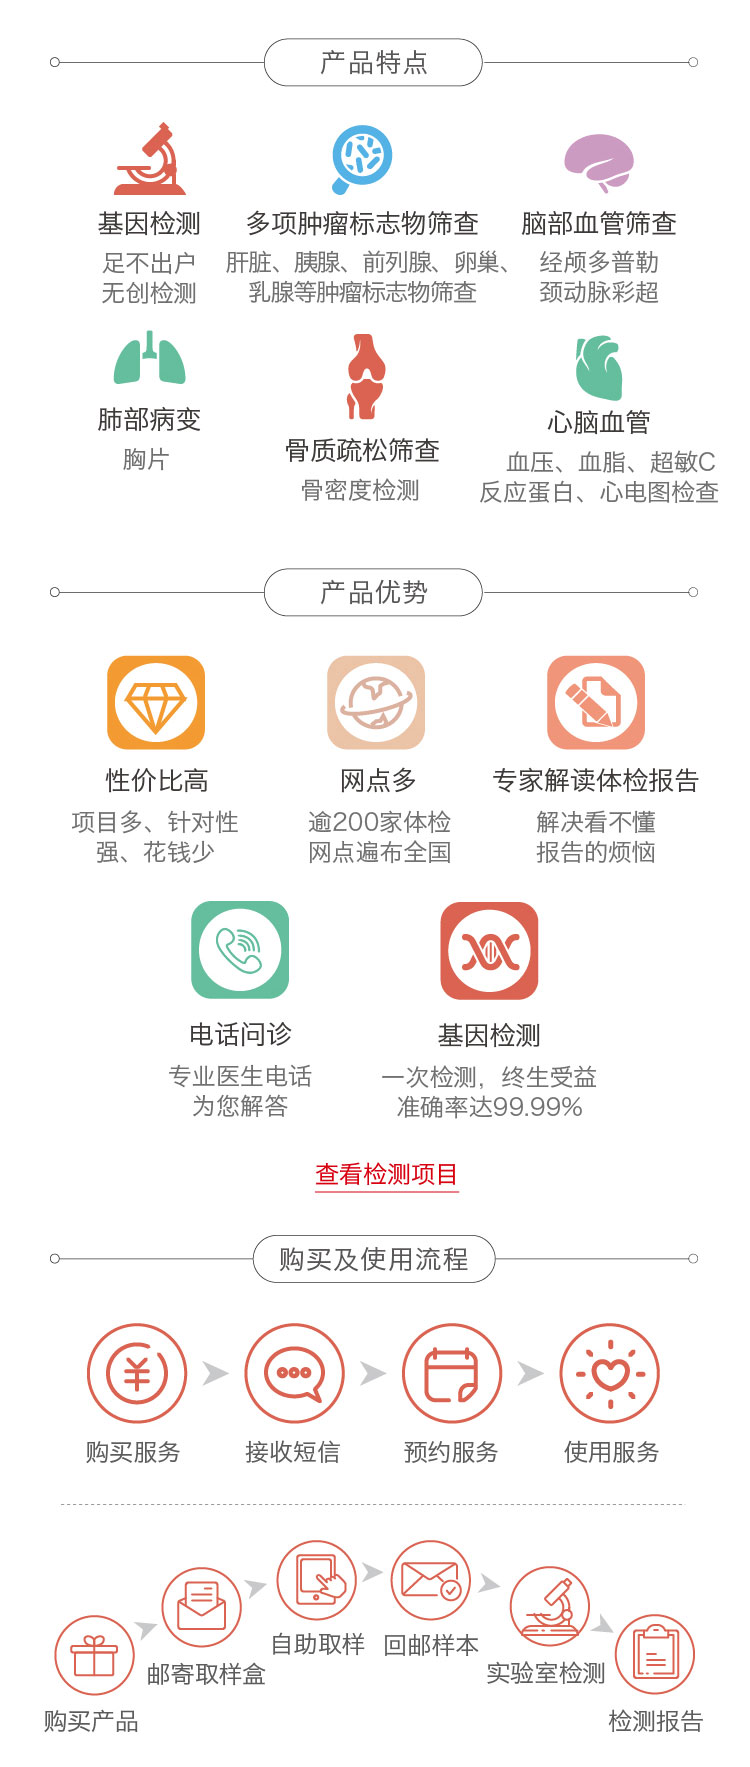 产品特点
基因检测
足不出户
无创检测
多项肿瘤标志物筛查
肝脏、胰腺、前列腺、卵巢、
乳腺等肿瘤标志物筛查
脑部血管筛查
经颅多普勒
颈动脉彩超
肺部病变
胸片
骨质疏松筛查
骨密度检测
心脑血管
血压、血脂、超敏C
反应蛋白、心电图检查
产品优势
性价比高
项目多、针对性
强、花钱少
网点多
逾200家体检
网点遍布全国
专家解读体检报告
解决看不懂
报告的烦恼
电话问诊
专业医生电话
为您解答
基因检测
一次检测，终生受益
准确率达99.99%
查看检测项目
购买及使用流程
购买服务
接收短信
预约服务
使用服务
购买产品
邮寄取样盒
自助取样
回邮样本
实验室检测
检测报告